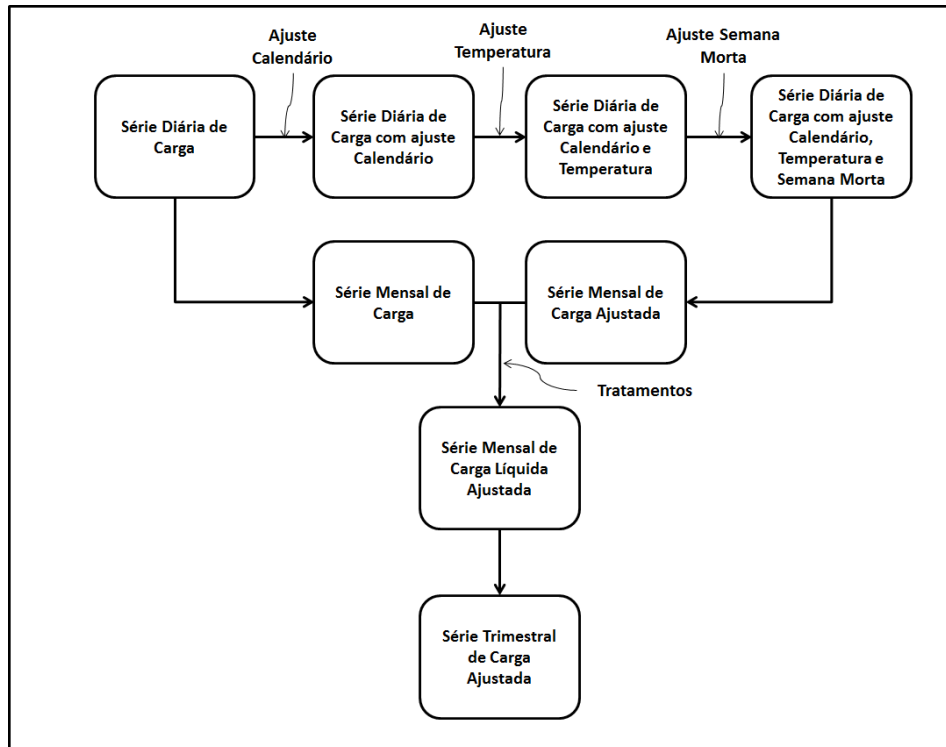 Ajuste
Calendário
Ajuste
Temperatura
Ajuste Semana
Morta
Série Diária de
Carga
Série Diária de
Carga com ajuste
Calendário
Série Diária de
Carga com ajuste
Calendário e
Temperatura
Série Diária de
Carga com ajuste
Calendário,
Temperatura e
Semana Morta
Série Mensal de
Carga
Série Mensal de
Carga Ajustada
Tratamentos
Série Mensal de
Carga Líquida
Ajustada
Série Trimestral
de Carga
Ajustada